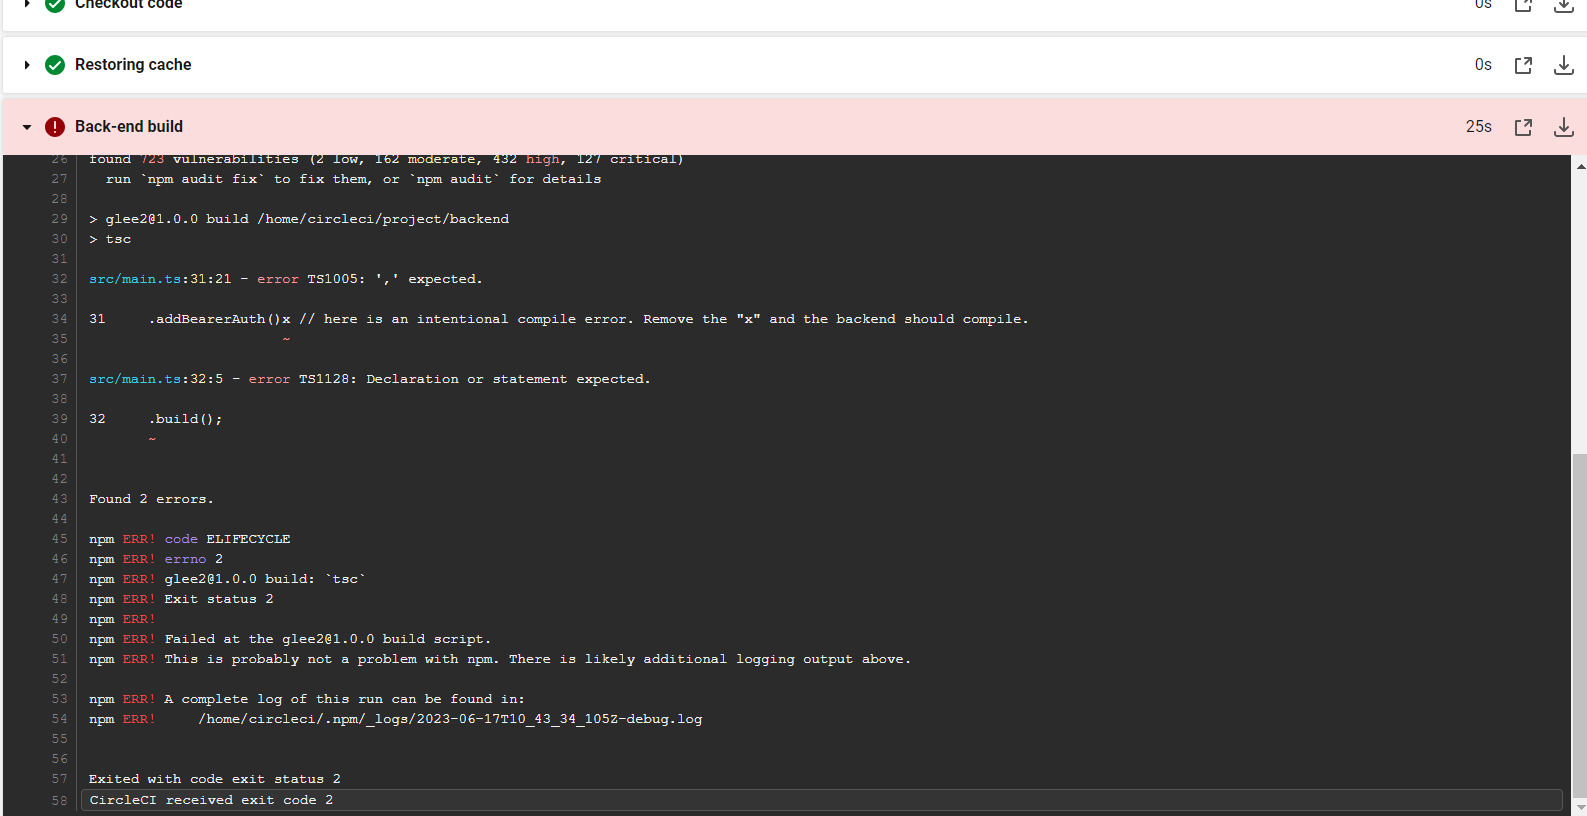 Checkout code 0s
Restoring cache 0s
Back-end build 25s
26 found 723 vulnerabilities (2 low, 162 moderate, 432 high, 127 critical)
27 run `npm audit fix` to fix them, or `npm audit` for details
28
29 > glee2@1.0.0 build /home/circleci/project/backend
30 > tsc
31
32 src/main.ts:31:21 - error TS1005: ',' expected.
33
34 31 .addBearerAuth()x // here is an intentional compile error. Remove the "x" and the backend should compile.
35 ~
36
37 src/main.ts:32:5 - error TS1128: Declaration or statement expected.
38
39 32 .build();
40 ~
41
42
43 Found 2 errors.
44
45 npm ERR! code ELIFECYCLE
46 npm ERR! errno 2
47 npm ERR! glee2@1.0.0 build: `tsc`
48 npm ERR! Exit status 2
49 npm ERR!
50 npm ERR! Failed at the glee2@1.0.0 build script.
51 npm ERR! This is probably not a problem with npm. There is likely additional logging output above.
52
53 npm ERR! A complete log of this run can be found in:
54 npm ERR! /home/circleci/.npm/_logs/2023-06-17T10_43_34_105Z-debug.log
55
56
57 Exited with code exit status 2
58 CircleCI received exit code 2